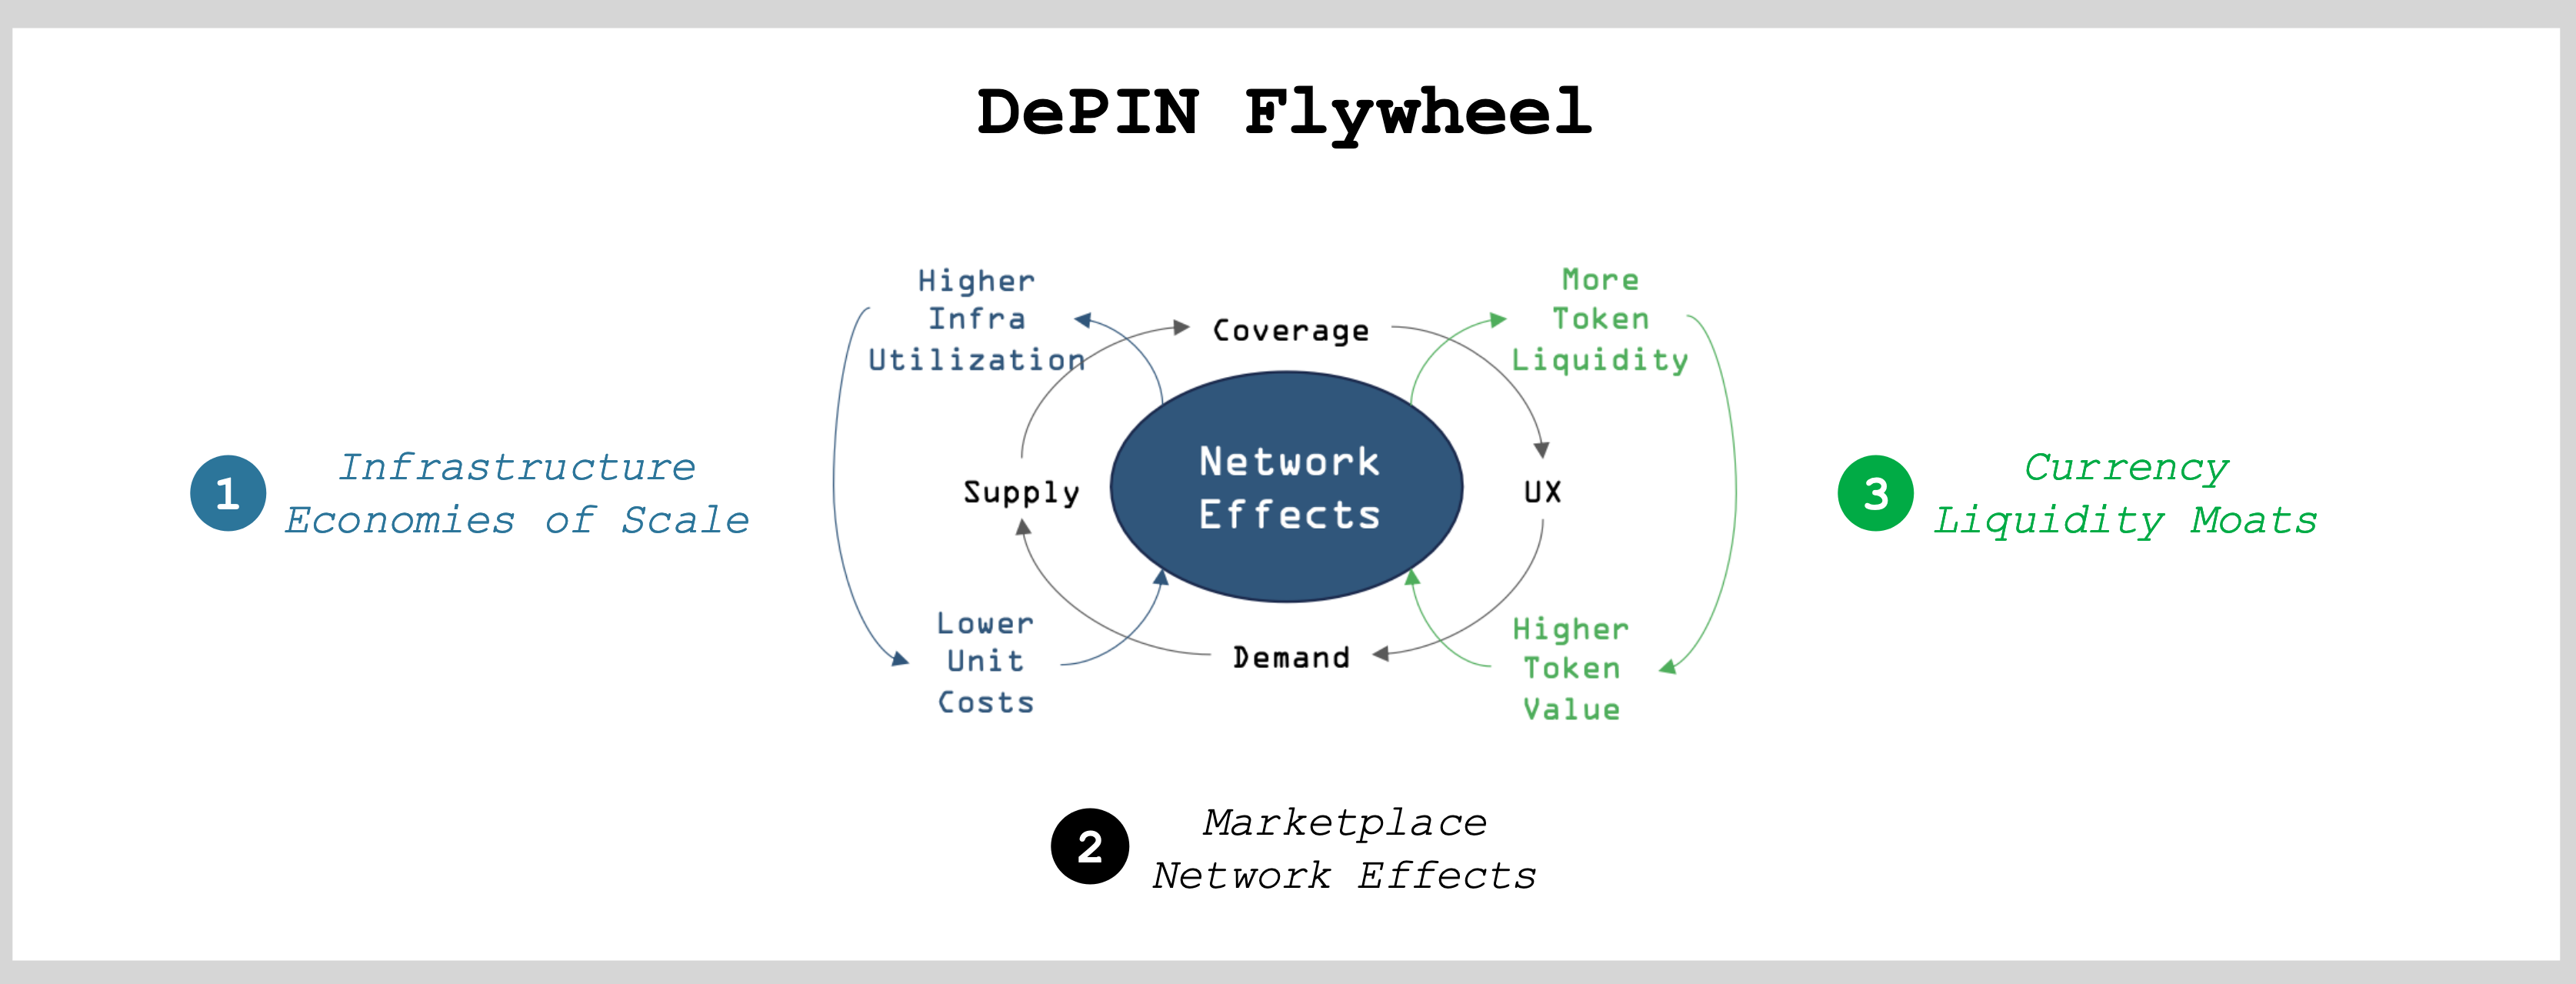 DePIN Flywheel
Higher
Infra
Utilization
Coverage
More
Token
Liquidity
1
Infrastructure
Economies of Scale
Supply
Network
Effects
UX
3
Currency
Liquidity Moats
Lower
Unit
Costs
Demand
Higher
Token
Value
2
Marketplace
Network Effects